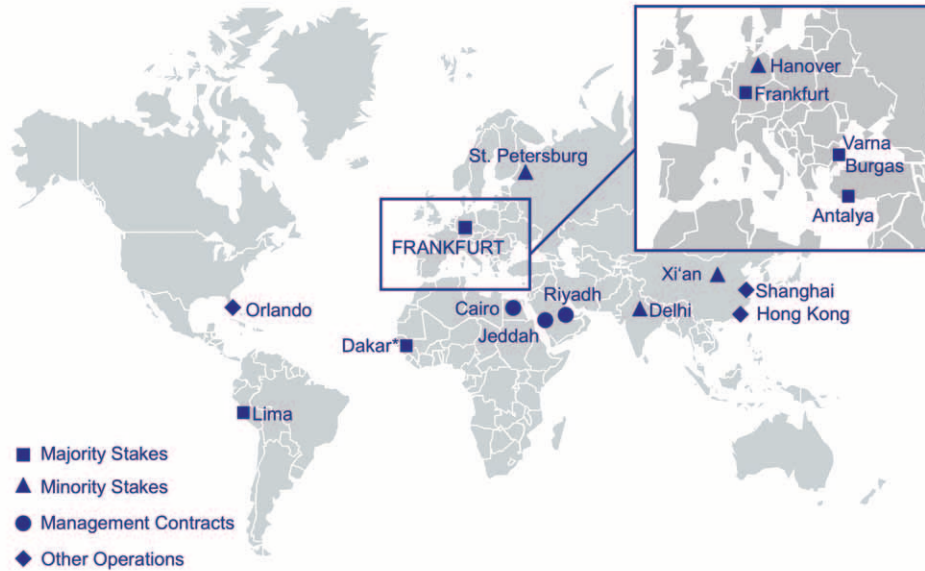 Hanover
Frankfurt
Varna
Burgas
Antalya
St. Petersburg
FRANKFURT
Xi'an
Shanghai
Orlando
Cairo
Riyadh
Delhi
Hong Kong
Jeddah
Dakar*
Lima
Majority Stakes
Minority Stakes
Management Contracts
Other Operations